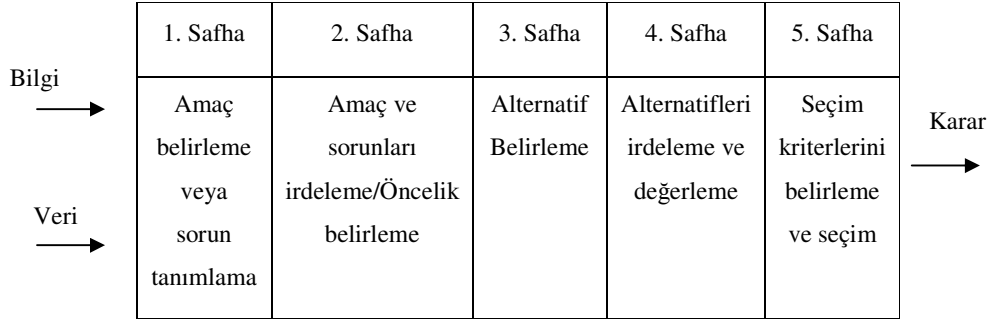 1. Safha
2. Safha
3. Safha
4. Safha
5. Safha
Bilgi
Veri
Amaç
belirleme
veya
sorun
tanımlama
Amaç ve
sorunları
irdeleme/Öncelik
belirleme
Alternatif
Belirleme
Alternatifleri
irdeleme ve
değerleme
Seçim
kriterlerini
belirleme
ve seçim
Karar